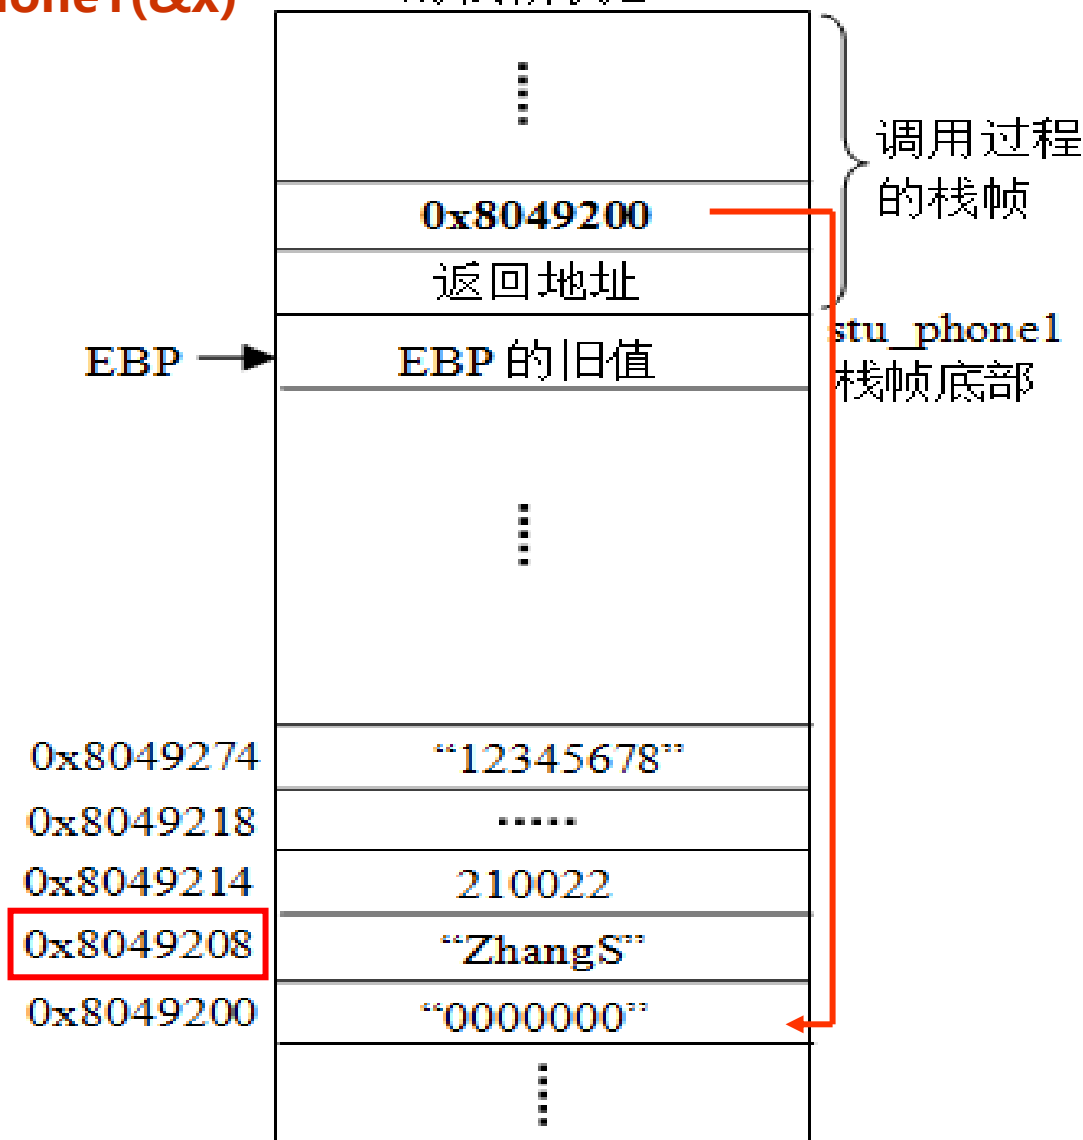 hone1(&x)
调用过程
的栈帧
0x8049200
返回地址
stu_phone1
栈帧底部
EBP
EBP 的旧值
0x8049274
“12345678”
0x8049218
0x8049214
210022
0x8049208
“ZhangS”
0x8049200
“0000000”